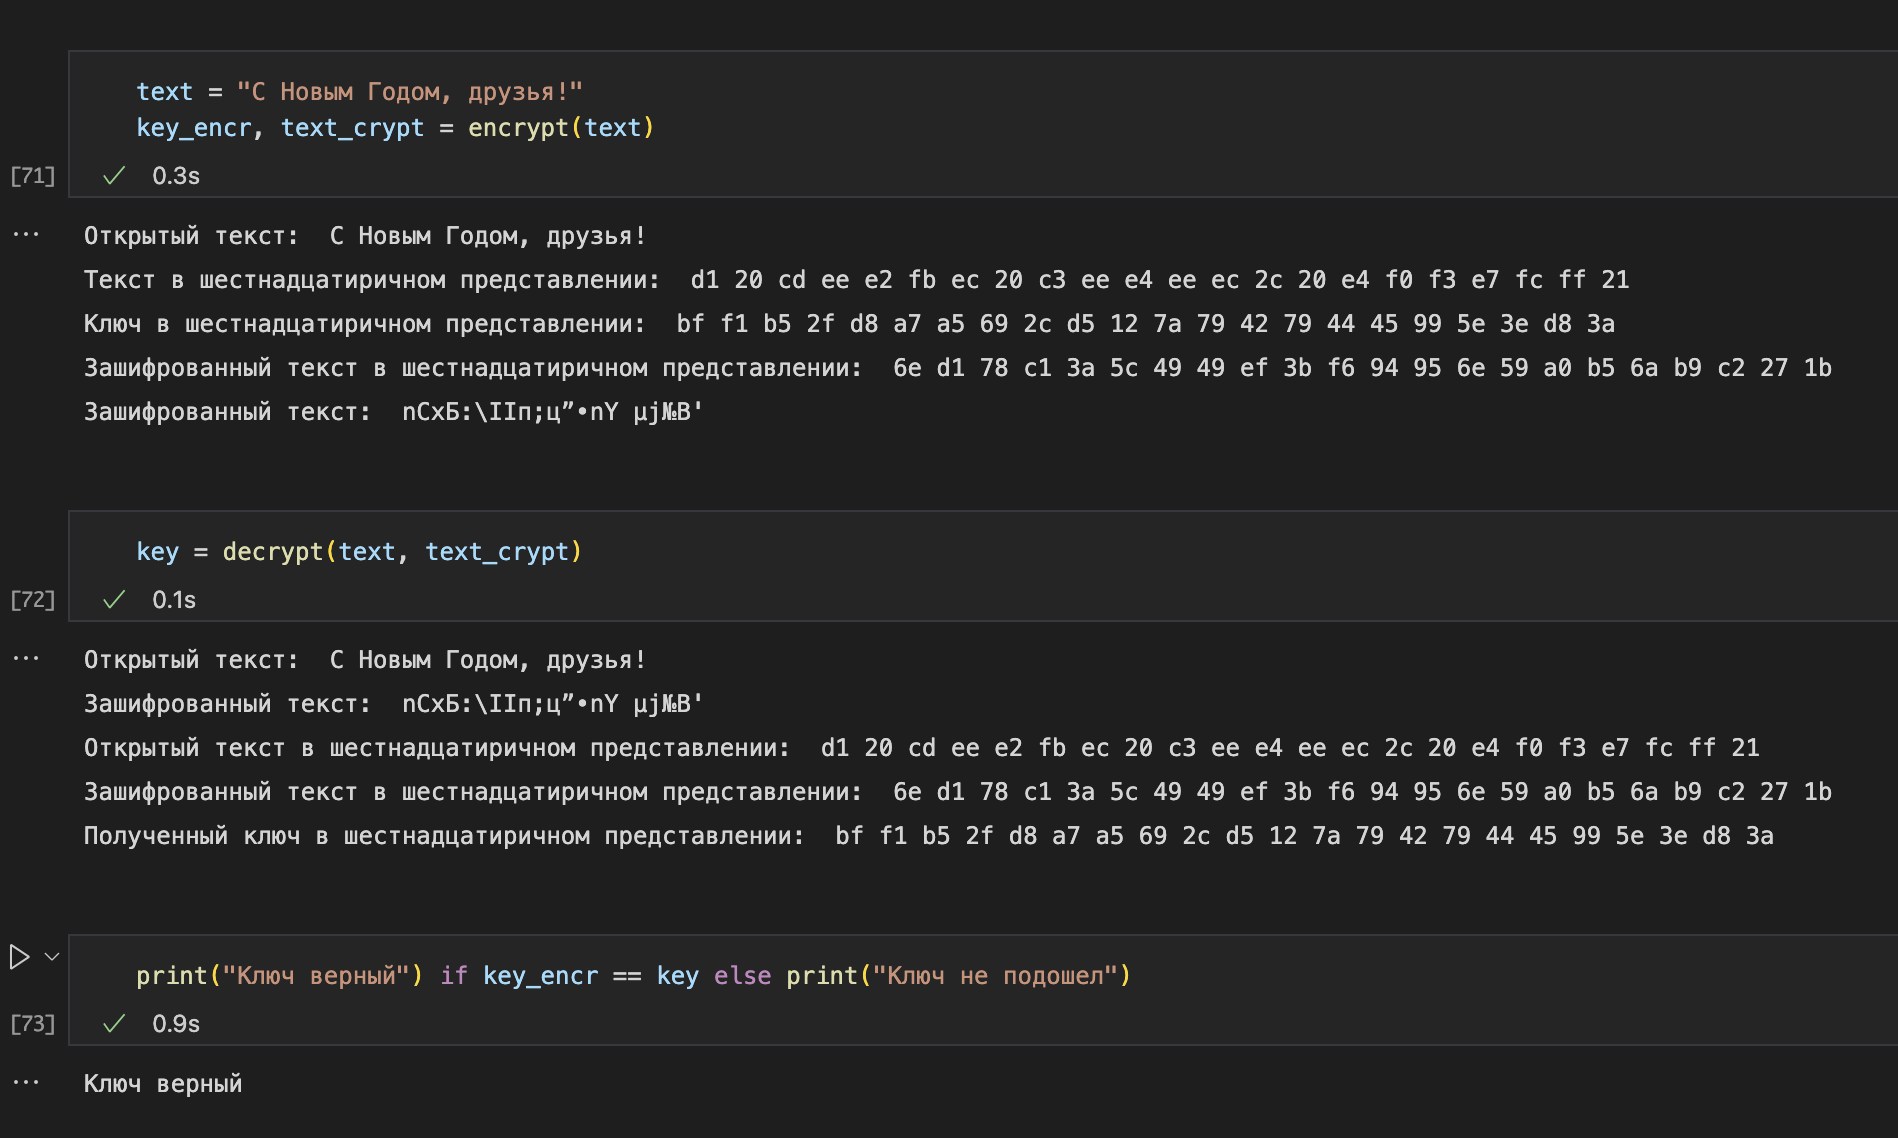 text = "С Новым Годом, друзья!"
key_encr, text_crypt = encrypt(text)
[71]
0.3s
Открытый текст:  С Новым Годом, друзья!
Текст в шестнадцатиричном представлении:  d1 20 cd ee e2 fb ec 20 c3 ee e4 ee ec 2c 20 e4 f0 f3 e7 fc ff 21
Ключ в шестнадцатиричном представлении:  bf f1 b5 2f d8 a7 a5 69 2c d5 12 7a 79 42 79 44 45 99 5e 3e d8 3a
Зашифрованный текст в шестнадцатиричном представлении:  6e d1 78 c1 3a 5c 49 49 ef 3b f6 94 95 6e 59 a0 b5 6a b9 c2 27 1b
Зашифрованный текст:  nСxБ:\IIп;ц”•nY µj№В'
key = decrypt(text, text_crypt)
[72]
0.1s
Открытый текст:  С Новым Годом, друзья!
Зашифрованный текст:  nСxБ:\IIп;ц”•nY µj№В'
Открытый текст в шестнадцатиричном представлении:  d1 20 cd ee e2 fb ec 20 c3 ee e4 ee ec 2c 20 e4 f0 f3 e7 fc ff 21
Зашифрованный текст в шестнадцатиричном представлении:  6e d1 78 c1 3a 5c 49 49 ef 3b f6 94 95 6e 59 a0 b5 6a b9 c2 27 1b
Полученный ключ в шестнадцатиричном представлении:  bf f1 b5 2f d8 a7 a5 69 2c d5 12 7a 79 42 79 44 45 99 5e 3e d8 3a
print("Ключ верный") if key_encr == key else print("Ключ не подошел")
[73]
0.9s
Ключ верный